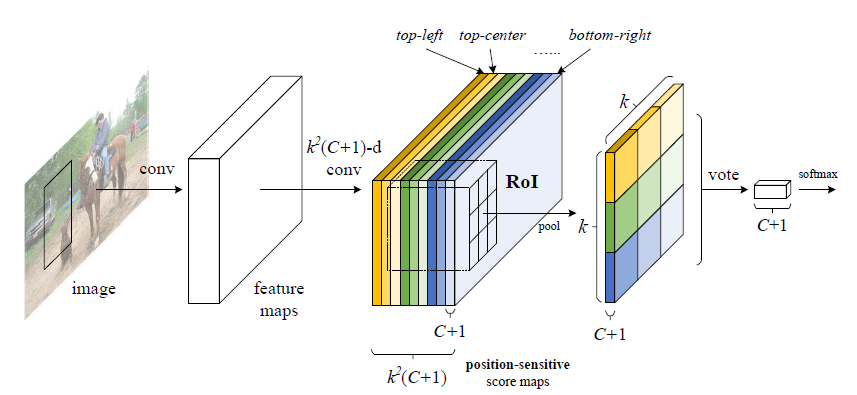 top-left top-center ...... bottom-right
k
k²(C+1)-d
conv
conv
RoI
vote
softmax
pool
k
C+1
image
feature
maps
C+1
C+1
k²(C+1)
position-sensitive
score maps